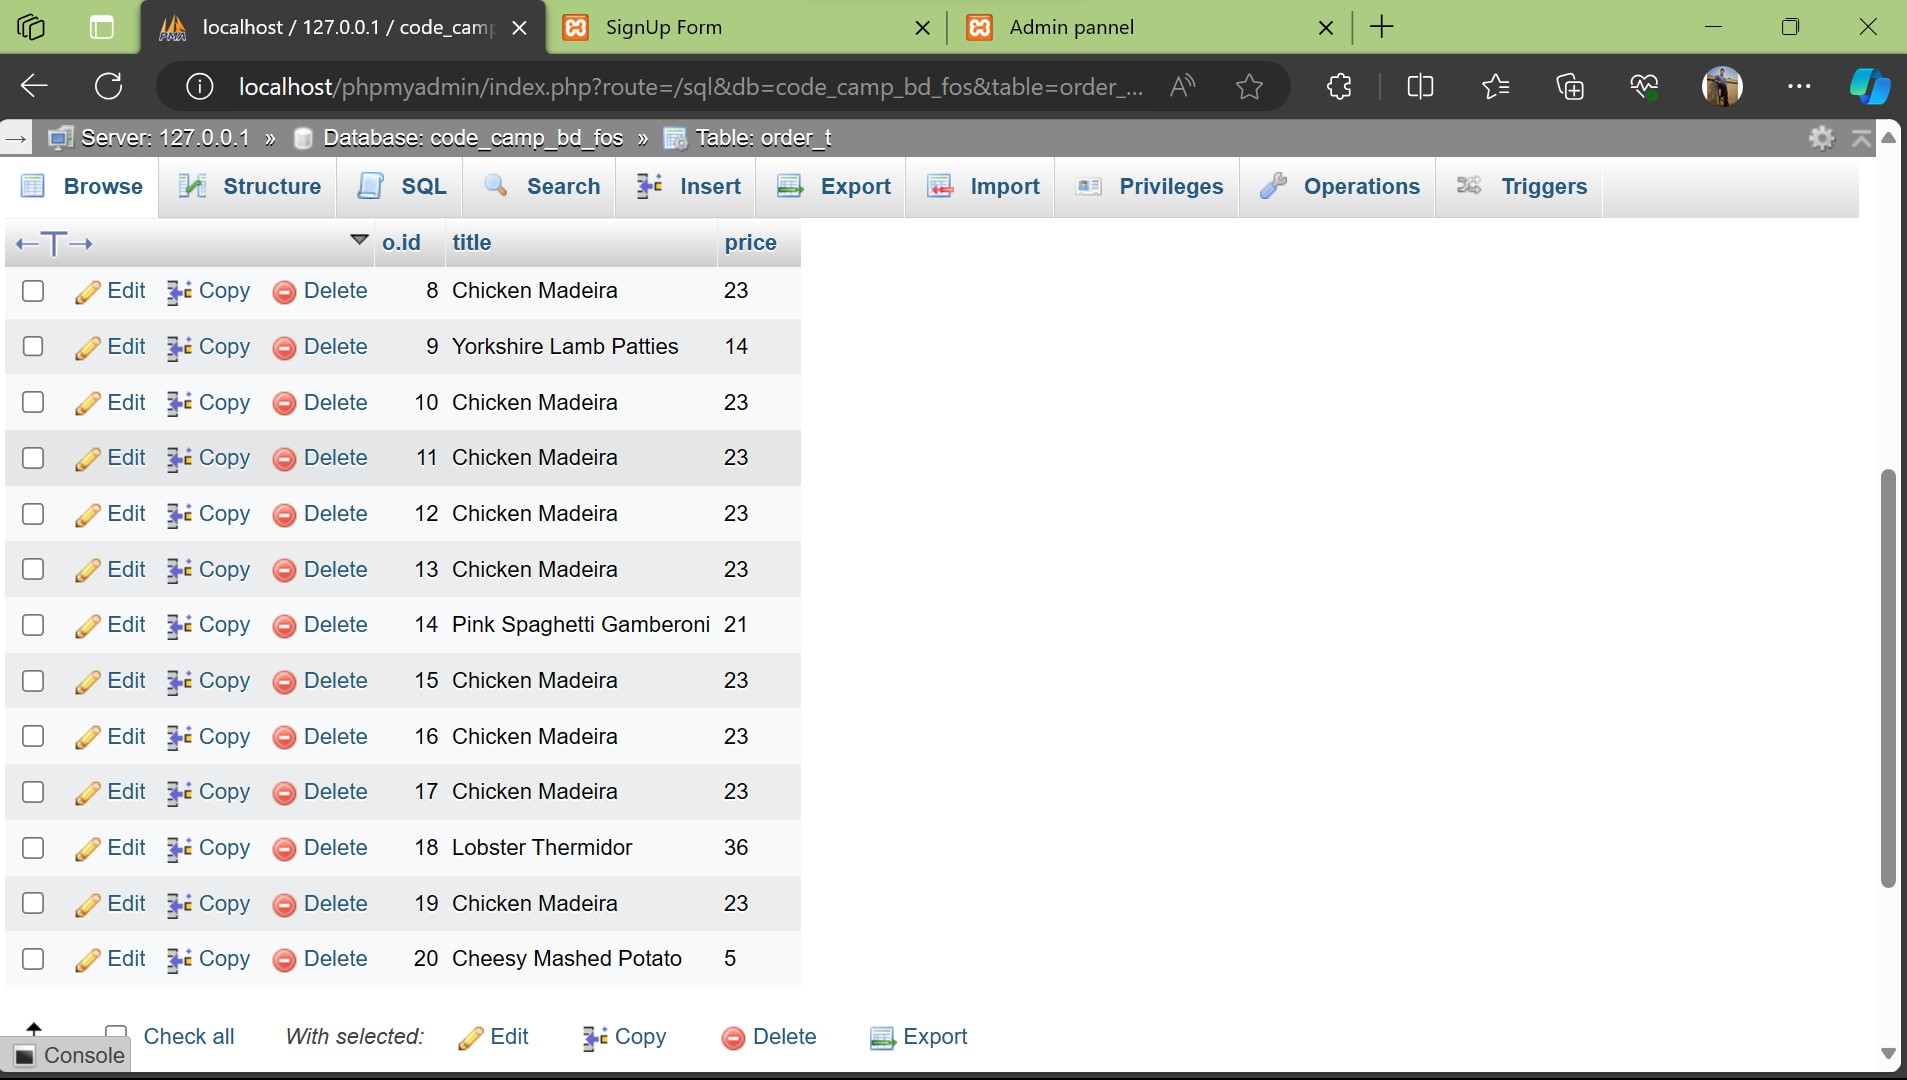 localhost / 127.0.0.1 / code_camp
SignUp Form
Admin pannel
localhost/phpmyadmin/index.php?route=/sql&db=code_camp_bd_fos&table=order_...
Server: 127.0.0.1 » Database: code_camp_bd_fos » Table: order_t
Browse Structure SQL Search Insert Export Import Privileges Operations Triggers
←T→ o.id title price
Edit Copy Delete 8 Chicken Madeira 23
Edit Copy Delete 9 Yorkshire Lamb Patties 14
Edit Copy Delete 10 Chicken Madeira 23
Edit Copy Delete 11 Chicken Madeira 23
Edit Copy Delete 12 Chicken Madeira 23
Edit Copy Delete 13 Chicken Madeira 23
Edit Copy Delete 14 Pink Spaghetti Gamberoni 21
Edit Copy Delete 15 Chicken Madeira 23
Edit Copy Delete 16 Chicken Madeira 23
Edit Copy Delete 17 Chicken Madeira 23
Edit Copy Delete 18 Lobster Thermidor 36
Edit Copy Delete 19 Chicken Madeira 23
Edit Copy Delete 20 Cheesy Mashed Potato 5
Check all With selected: Edit Copy Delete Export
Console